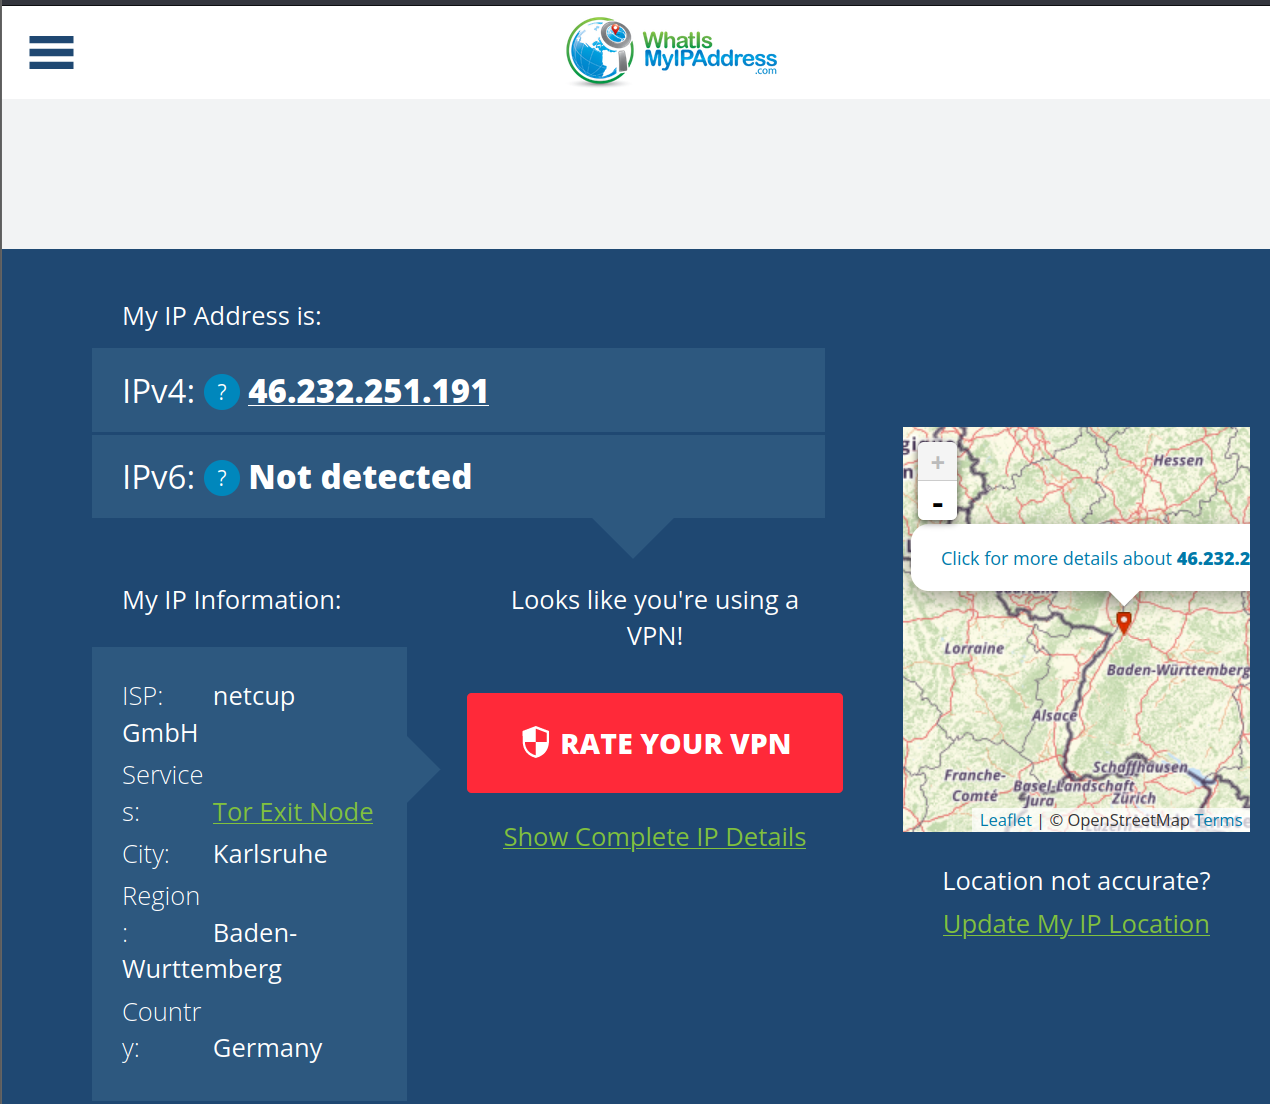 WhatIs
MyIPAddress
.com
My IP Address is:
IPv4: ? 46.232.251.191
IPv6: ? Not detected
My IP Information:
ISP: netcup
GmbH
Service
s: Tor Exit Node
City: Karlsruhe
Region
: Baden-
Wurttemberg
Countr
y: Germany
Looks like you're using a
VPN!
RATE YOUR VPN
Show Complete IP Details
+
-
Hessen
Click for more details about 46.232.2
Lorraine
Baden-Württemberg
Alsace
Schaffhausen
Franche-
Comté
Basel-Landschaft
Jura
Zürich
Leaflet | © OpenStreetMap Terms
Location not accurate?
Update My IP Location